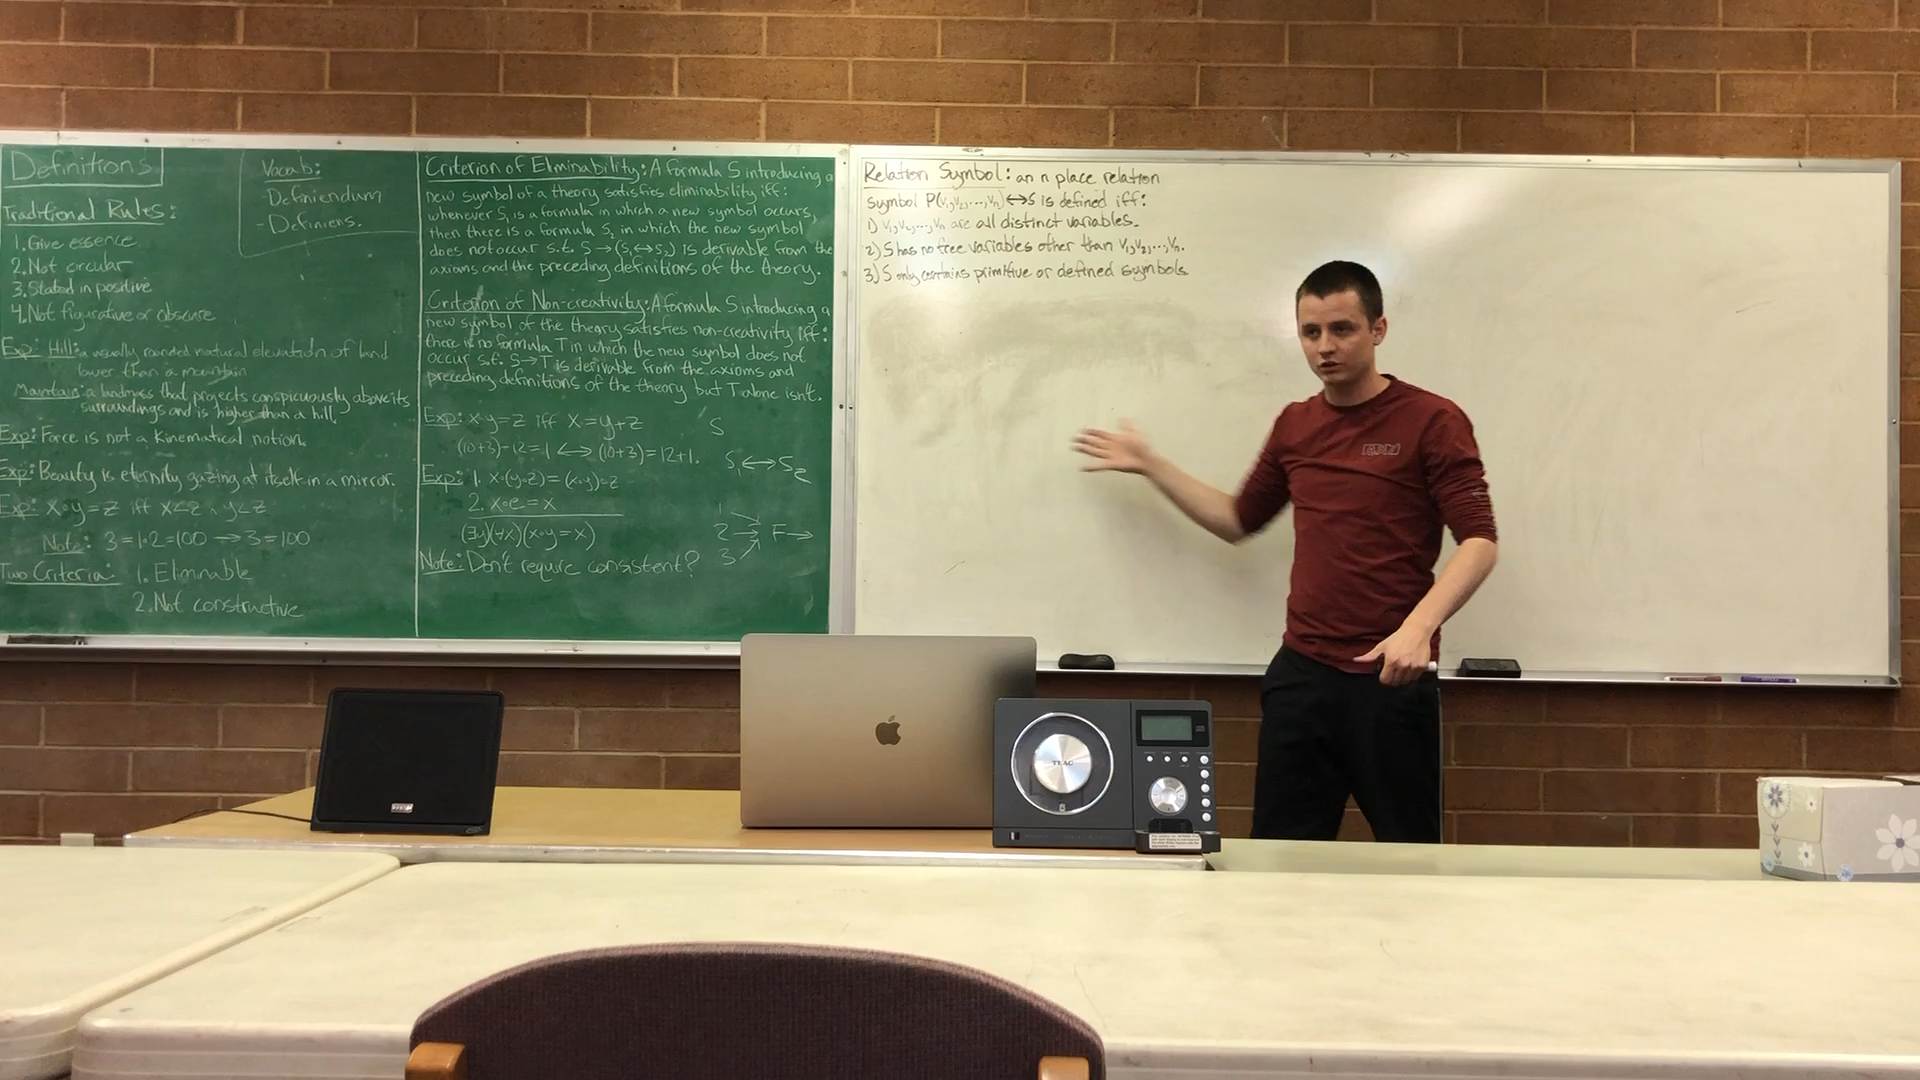 Definitions
Vocab:
-Definiendum
-Definiens.
Traditional Rules:
1. Give essence
2. Not circular
3. Stated in positive
4. Not figurative or obscure
Exp: Hill: a usually rounded natural elevation of land
lower than a mountain
Mountain: a landmass that projects conspicuously above its
surroundings and is higher than a hill.
Exp: Force is not a kinematical notion.
Exp: Beauty is eternity gazing at itself in a mirror.
Exp: x∘y=z iff x<z ∧ y<z
Note: 3=1∘2=100 → 3=100
Two Criteria: 1. Eliminable
2. Not constructive
Criterion of Elminability: A formula S introducing a
new symbol of a theory satisfies eliminability iff:
whenever S₁ is a formula in which a new symbol occurs,
then there is a formula S₂ in which the new symbol
does not occur s.t. S→(S₁↔S₂) is derivable from the
axioms and the preceding definitions of the theory.
Criterion of Non-creativity: A formula S introducing a
new symbol of the theory satisfies non-creativity iff:
there is no formula T in which the new symbol does not
occur s.t. S→T is derivable from the axioms and
preceding definitions of the theory but T alone isn't.
Exp: x-y=z iff x=y+z
(10+3)-12=1 ↔ (10+3)=12+1.
S
S₁↔S₂
Exp: 1. x∘(y∘z)=(x∘y)∘z
2. x∘e=x
(∃y)(∀x)(x∘y=x)
1
2 → F→
3
Note: Don't require consistent?
Relation Symbol: an n place relation
symbol P(v₁,v₂,...,vₙ)↔S is defined iff:
1) v₁,v₂,...,vₙ are all distinct variables.
2) S has no free variables other than v₁,v₂,...,vₙ.
3) S only contains primitive or defined symbols
TEAC